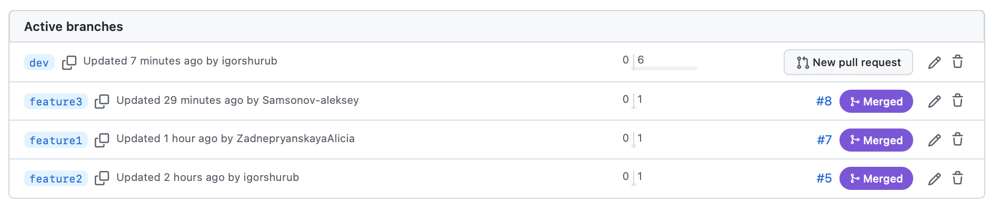 Active branches
dev Updated 7 minutes ago by igorshurub 0 6 New pull request
feature3 Updated 29 minutes ago by Samsonov-aleksey 0 1 #8 Merged
feature1 Updated 1 hour ago by ZadnepryanskayaAlicia 0 1 #7 Merged
feature2 Updated 2 hours ago by igorshurub 0 1 #5 Merged